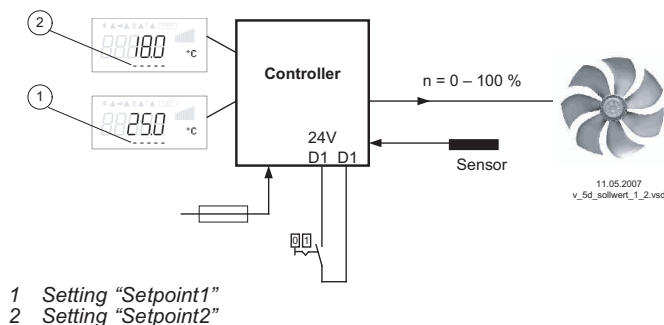 2
18.0
°C
Controller
n = 0 – 100 %
1
25.0
°C
24V
D1 D1
Sensor
11.05.2007
v_5d_sollwert_1_2.vsd
0 1
1 Setting “Setpoint1”
2 Setting “Setpoint2”